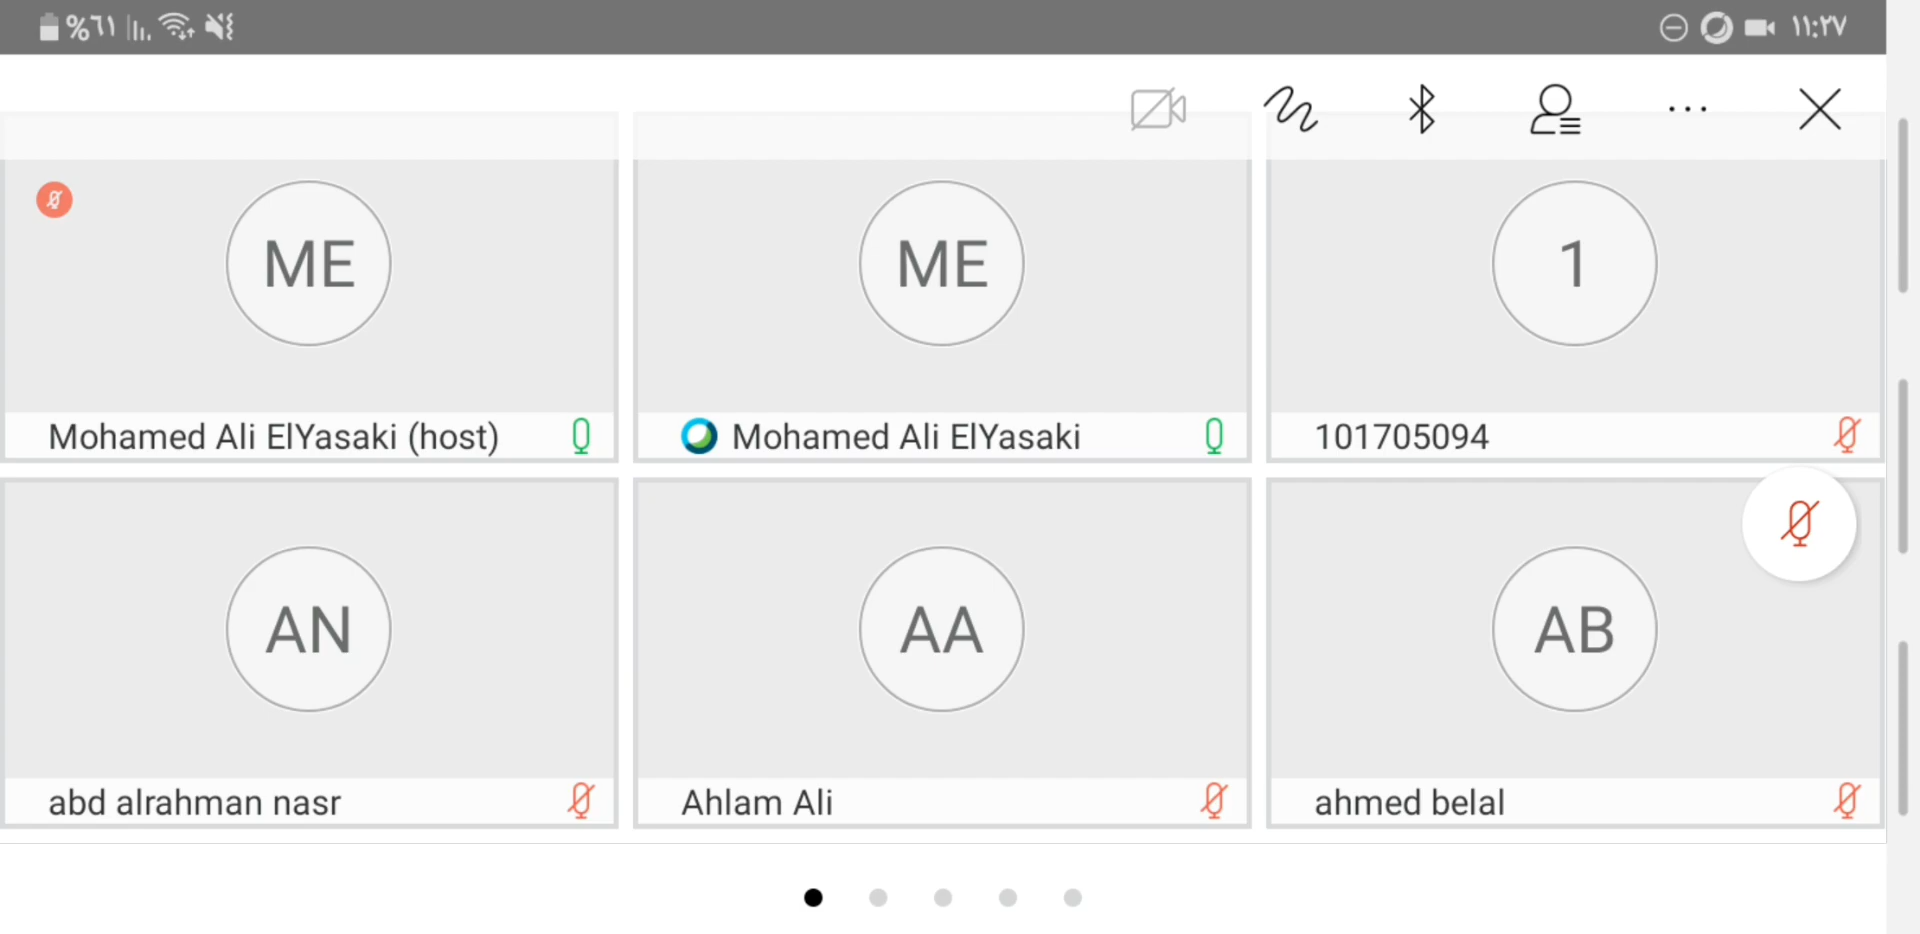 %٦١
١١:٢٧
ME
ME
1
Mohamed Ali ElYasaki (host)
Mohamed Ali ElYasaki
101705094
AN
AA
AB
abd alrahman nasr
Ahlam Ali
ahmed belal